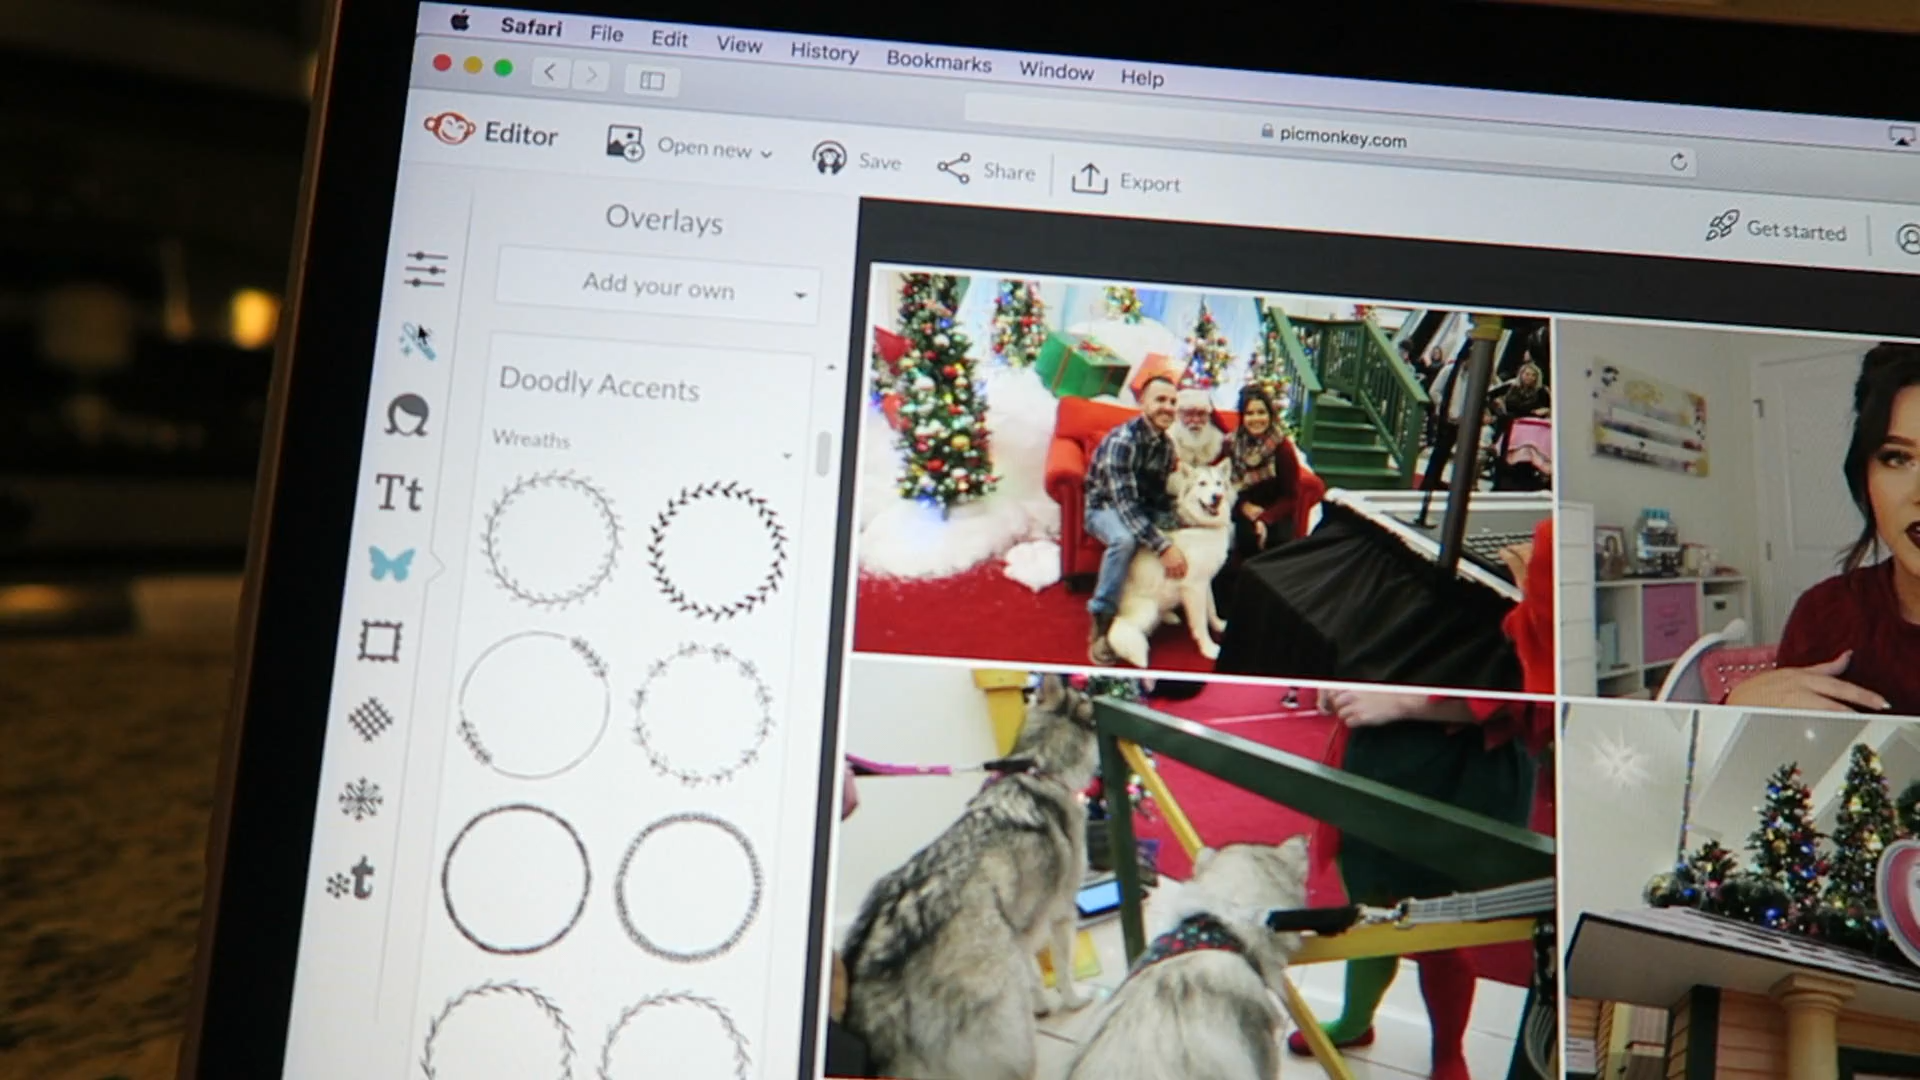 Safari File Edit View History Bookmarks Window Help
picmonkey.com
Editor Open new Save Share Export
Get started
Overlays
Add your own
Doodly Accents
Wreaths
Tt
t